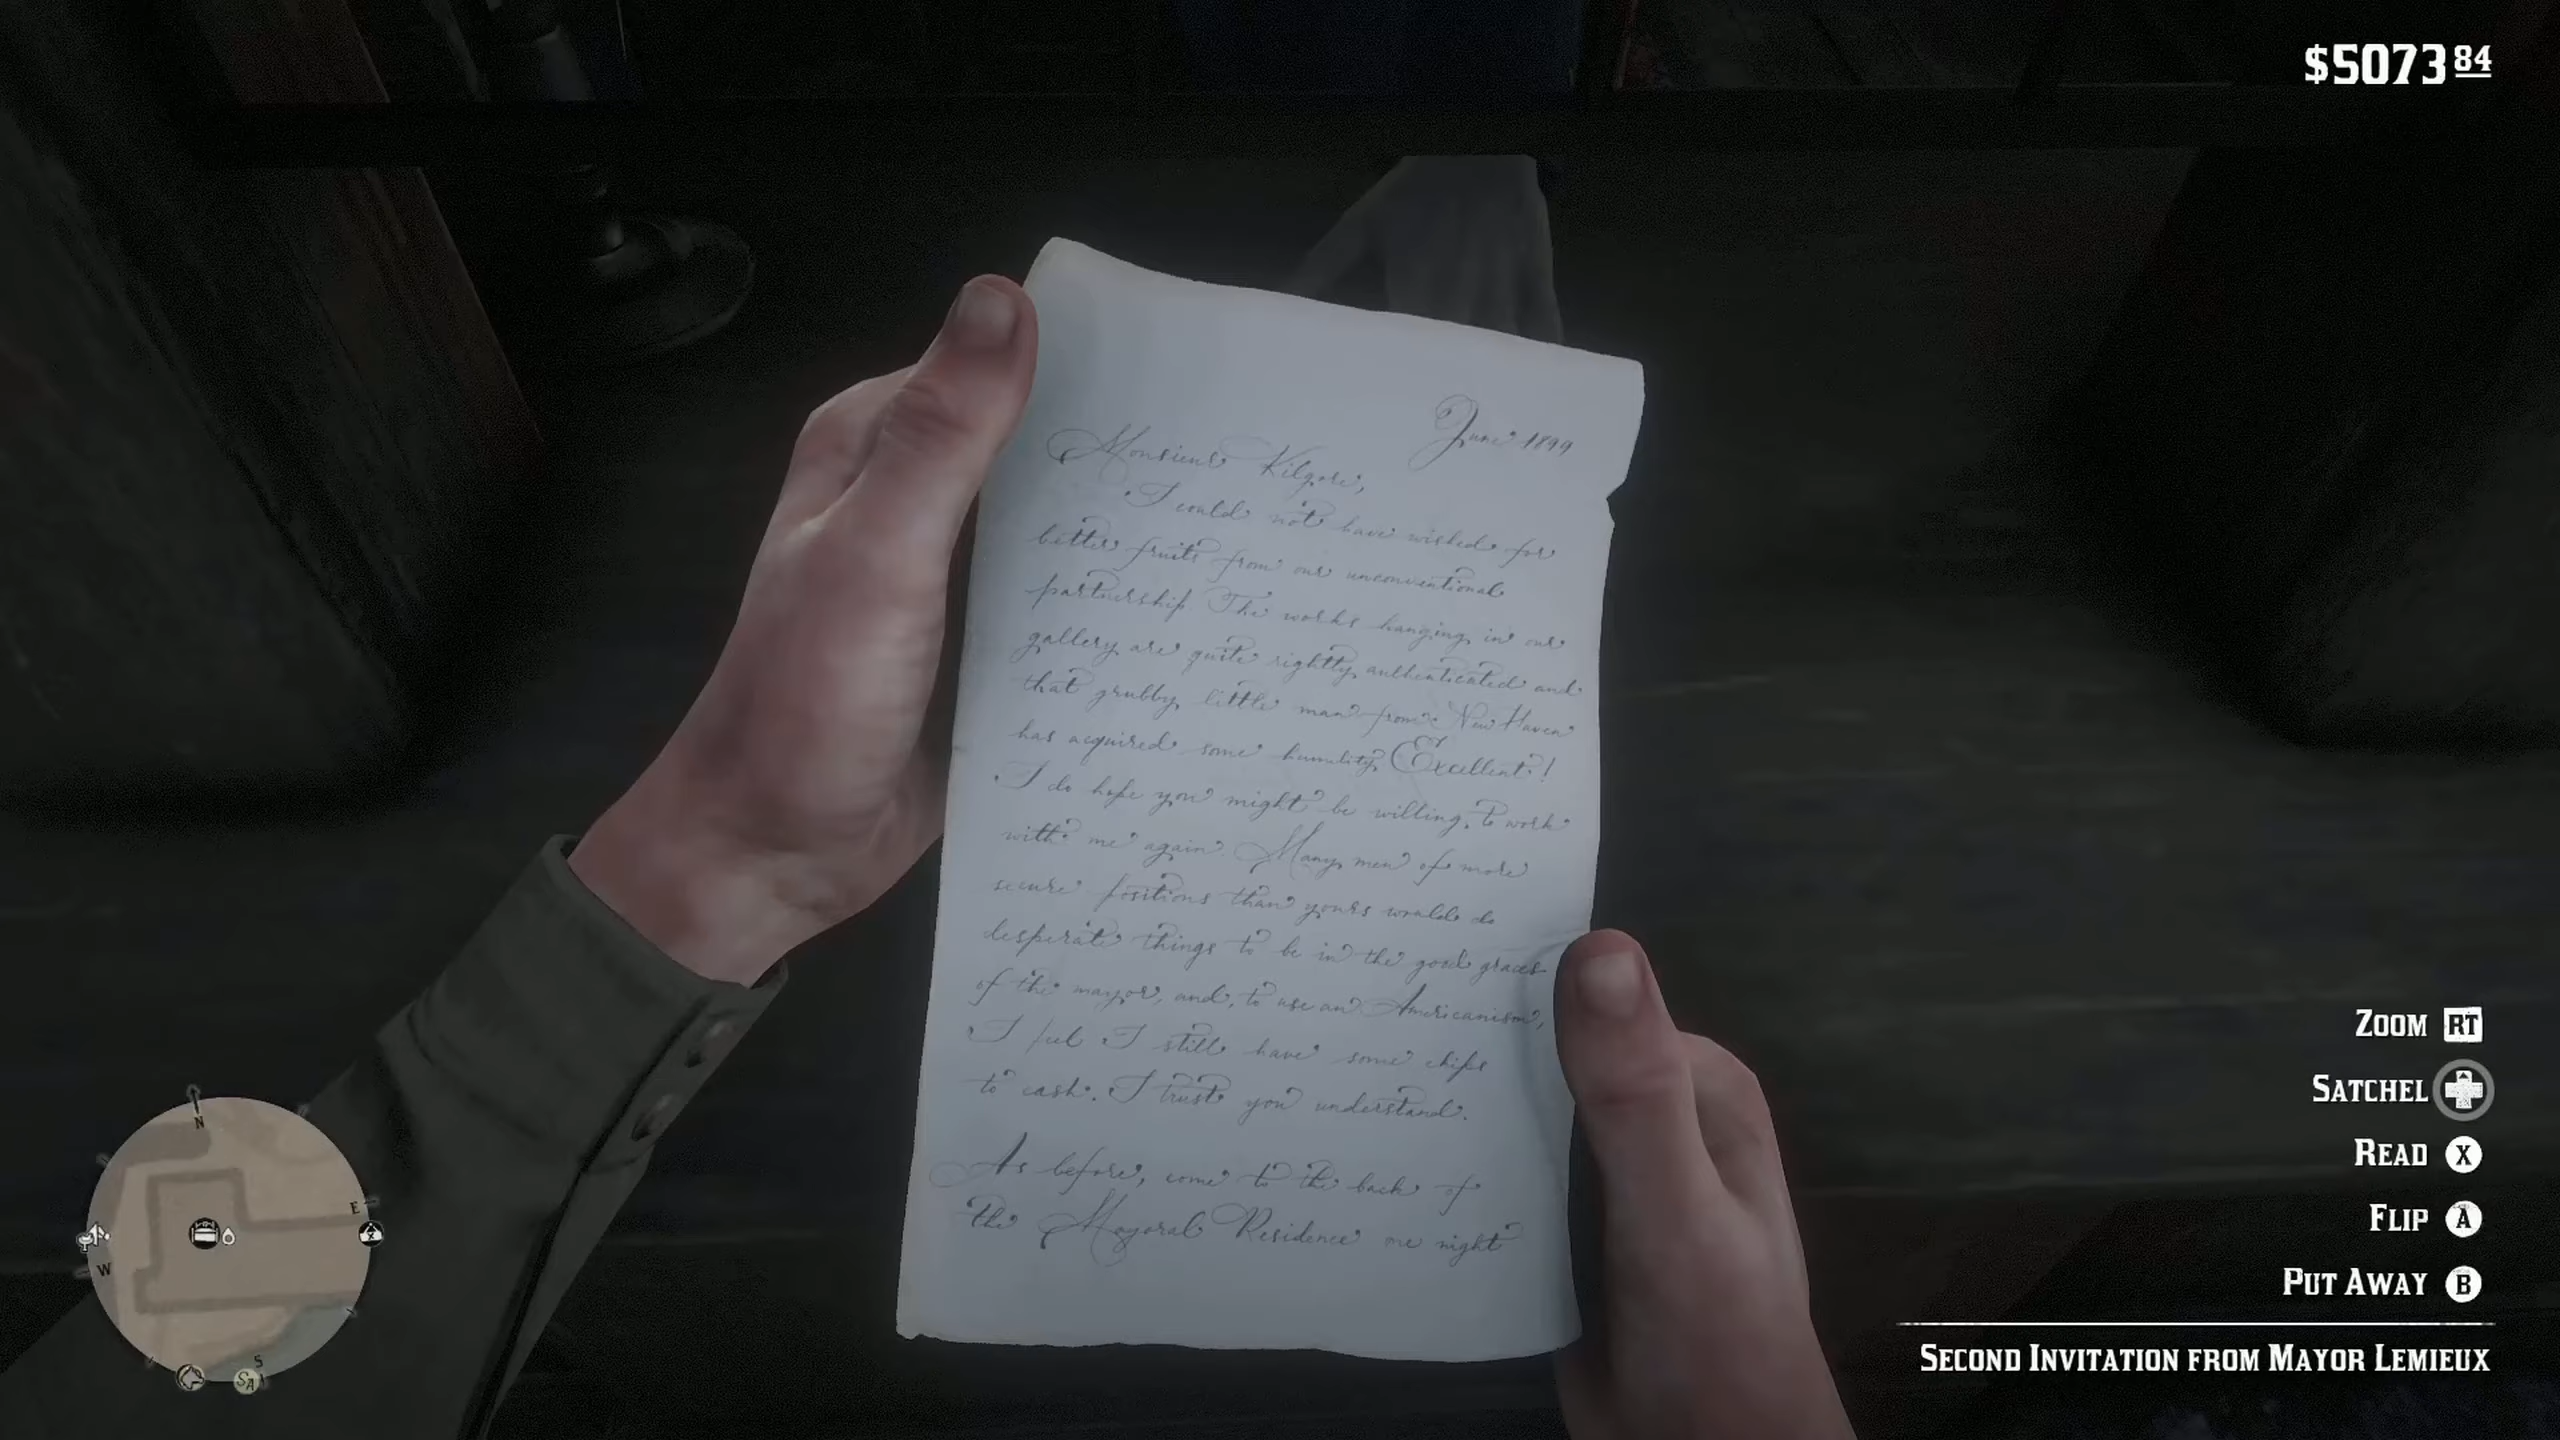 $5073 84
June 1899
Monsieur Kilgore,
I could not have wished for
better fruits from our unconventional
partnership. The works hanging in our
gallery are quite rightly authenticated and
that grubby little man from New Haven
has acquired some humility. Excellent!
I do hope you might be willing to work
with me again. Many men of more
secure positions than yours would do
desperate things to be in the good graces
of the mayor, and, to use an Americanism,
I feel I still have some chips
to cash. I trust you understand.
As before, come to the back of
the Mayoral Residence one night
N
E
W
S
SA
Zoom RT
Satchel
Read X
Flip A
Put Away B
Second Invitation from Mayor Lemieux